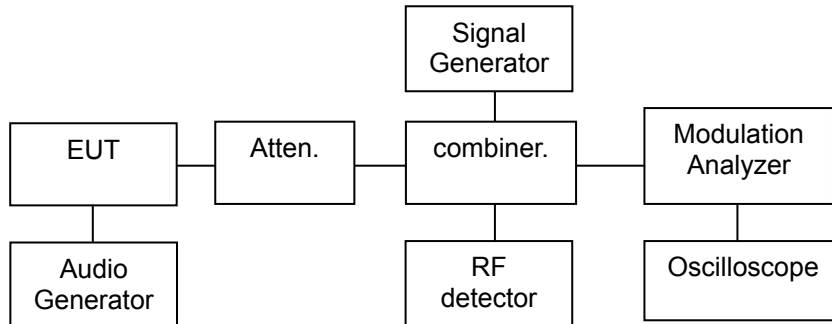 Signal
Generator
EUT
Atten.
combiner.
Modulation
Analyzer
Audio
Generator
RF
detector
Oscilloscope